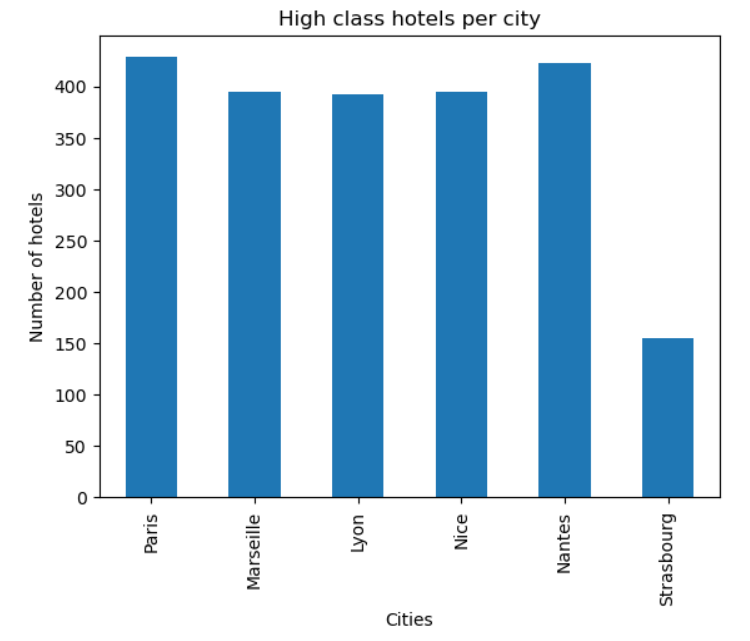 High class hotels per city
Number of hotels
400
350
300
250
200
150
100
50
0
Paris
Marseille
Lyon
Nice
Nantes
Strasbourg
Cities